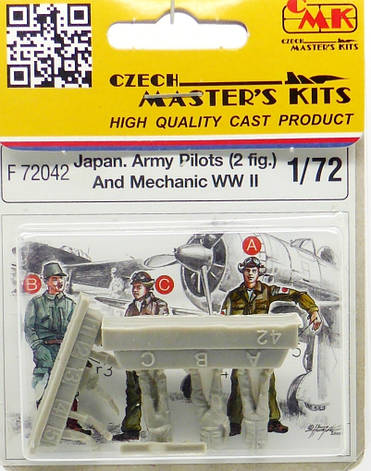 CMK
CZECH
MASTER'S KITS
CZECH
MASTER'S KITS
HIGH QUALITY CAST PRODUCT
F 72042
Japan. Army Pilots (2 fig.)
And Mechanic WW II
1/72
A
B
C
42
A
B
C